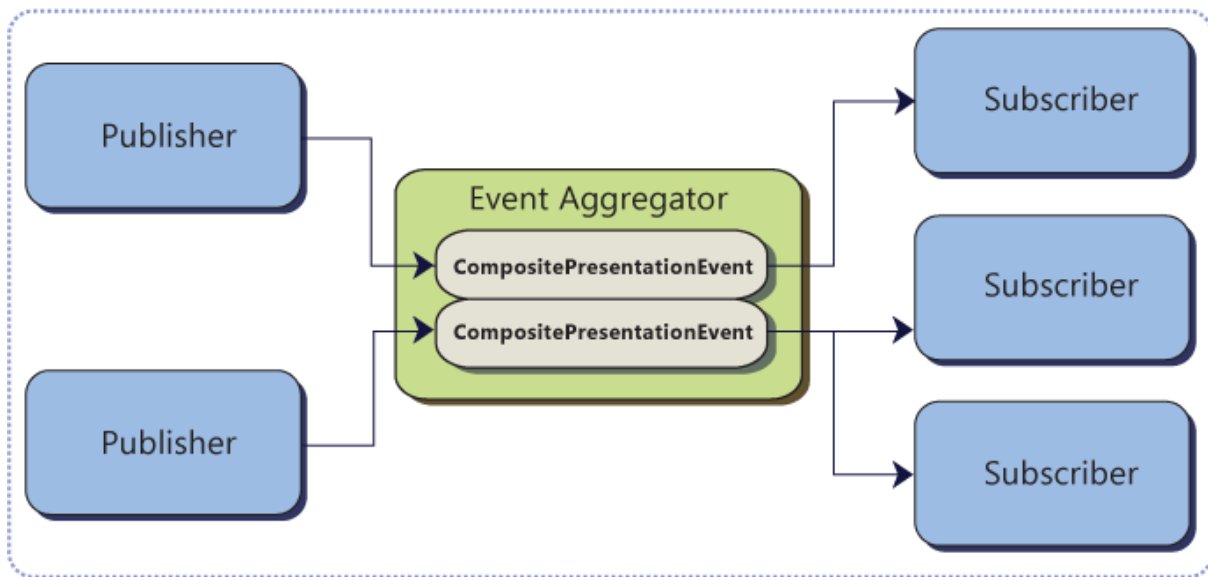 Publisher
Publisher
Event Aggregator
CompositePresentationEvent
CompositePresentationEvent
Subscriber
Subscriber
Subscriber